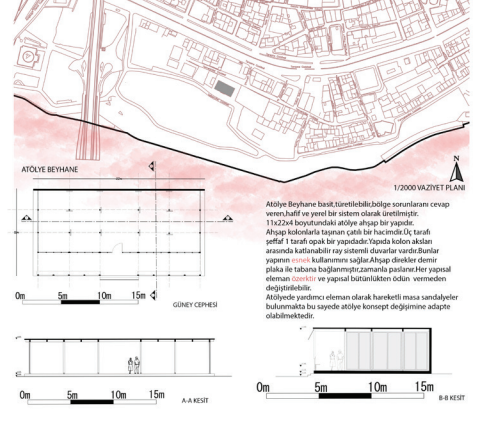 N
1/2000 VAZİYET PLANI
ATÖLYE BEYHANE
Atölye Beyhane basit,türetilebilir,bölge sorunlaranı cevap
veren,hafif ve yerel bir sistem olarak üretilmiştir.
11x22x4 boyutundaki atölye ahşap bir yapıdır.
Ahşap kolonlarla taşınan çatılı bir hacimdir.Üç tarafı
şeffaf 1 tarafı opak bir yapıdadır.Yapıda kolon aksları
arasında katlanabilir ray sistemli duvarlar vardır.Bunlar
yapının esnek kullanımını sağlar.Ahşap direkler demir
plaka ile tabana bağlanmıştır,zamanla paslanır.Her yapısal
eleman özerktir ve yapısal bütünlükten ödün vermeden
değiştirilebilir.
Atölyede yardımcı eleman olarak hareketli masa sandalyeler
bulunmakta bu sayede atölye konsept değişimine adapte
olabilmektedir.
0m 5m 10m 15m
GÜNEY CEPHESİ
0m 5m 10m 15m
A-A KESİT
0m 5m 10m 15m
B-B KESİT